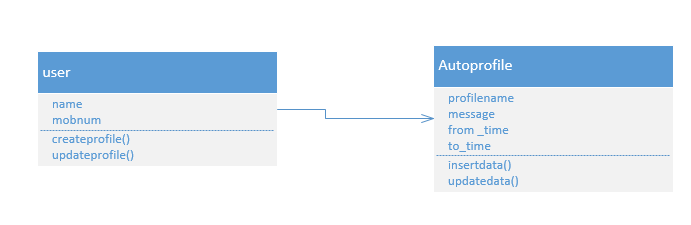 user
name
mobnum
createprofile()
updateprofile()
Autoprofile
profilename
message
from _time
to_time
insertdata()
updatedata()